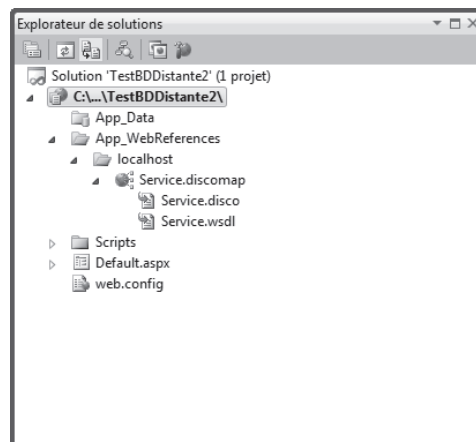 Explorateur de solutions
Solution 'TestBDDistante2' (1 projet)
C:\...\TestBDDistante2\
App_Data
App_WebReferences
localhost
Service.discomap
Service.disco
Service.wsdl
Scripts
Default.aspx
web.config